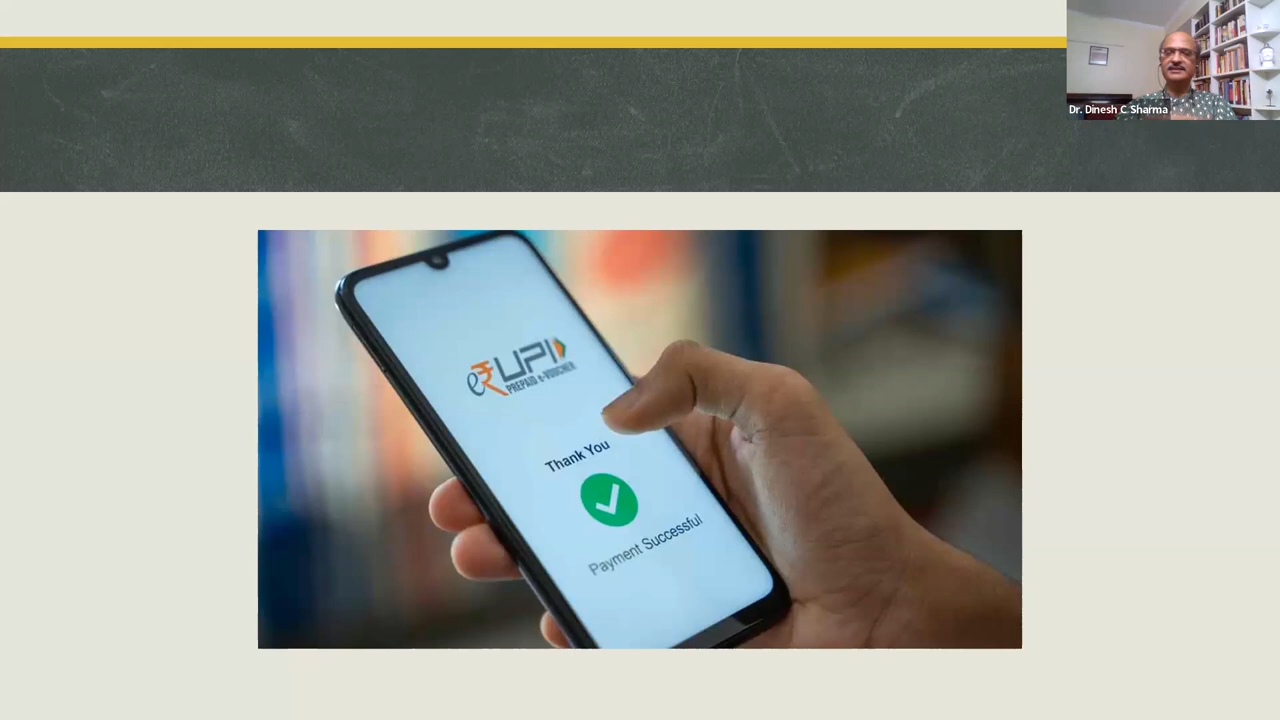 Dr. Dinesh C Sharma
e₹UPI
PREPAID e-VOUCHER
Thank You
Payment Successful